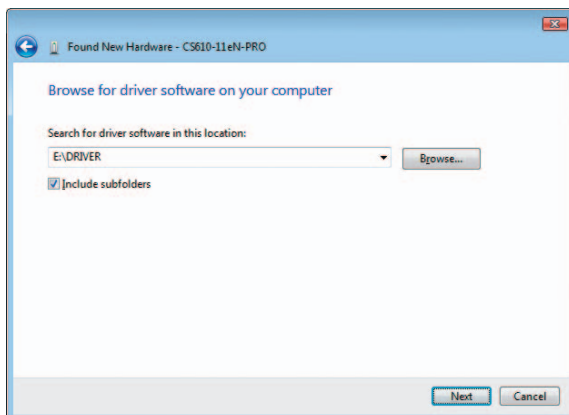 Found New Hardware - CS610-11eN-PRO
Browse for driver software on your computer
Search for driver software in this location:
E:\DRIVER
Browse...
Include subfolders
Next Cancel